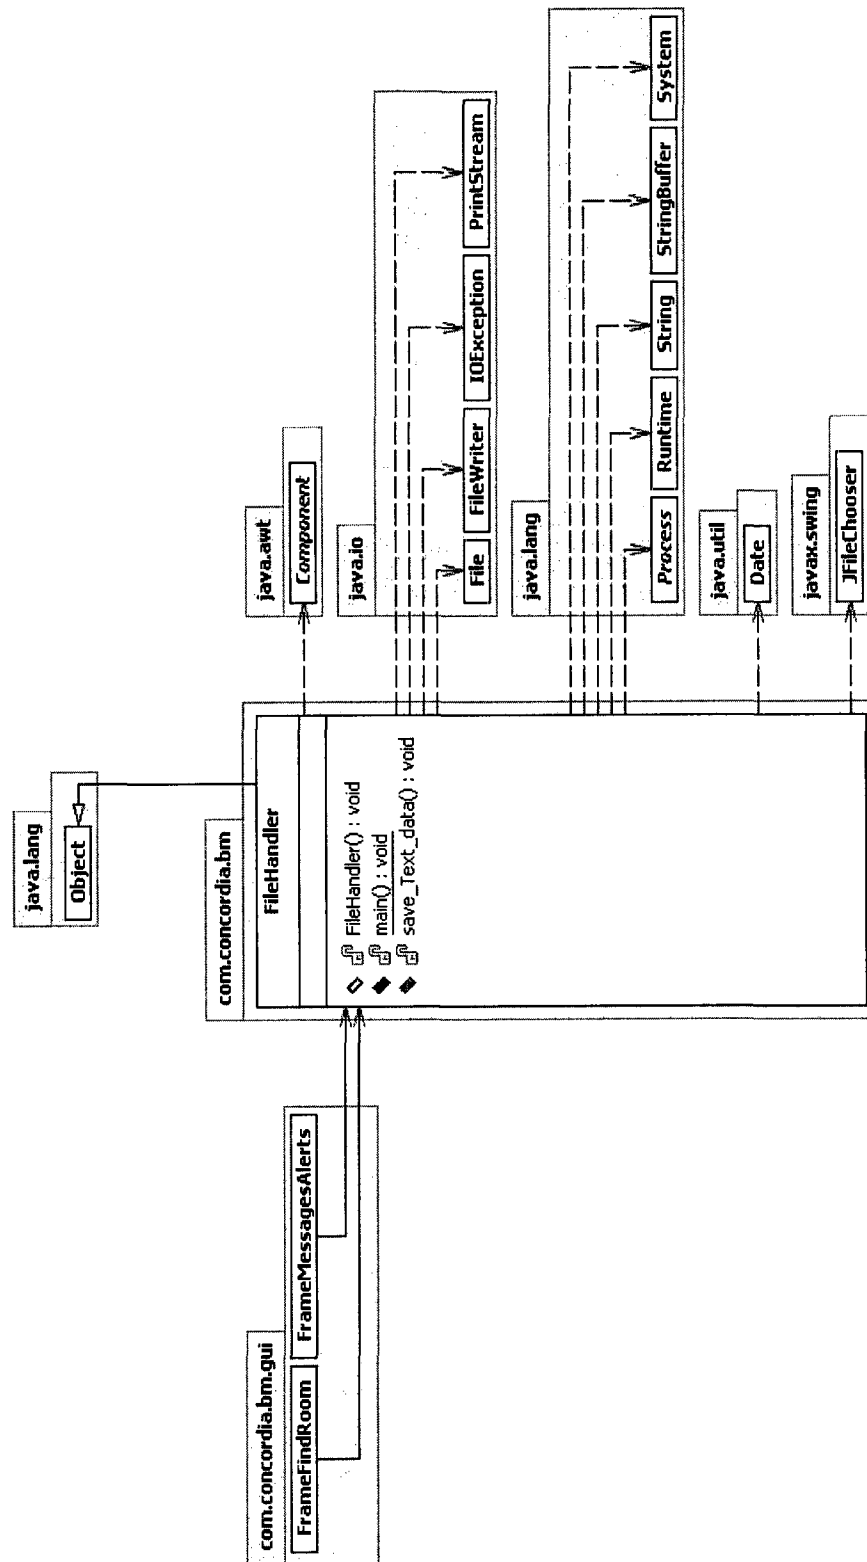 java.lang
Object
com.concordia.bm.gui
FrameFindRoom
FrameMessagesAlerts
com.concordia.bm
FileHandler
FileHandler() : void
main() : void
save_Text_data() : void
java.awt
Component
java.io
File
FileWriter
IOException
PrintStream
java.lang
Process
Runtime
String
StringBuffer
System
java.util
Date
javax.swing
JFileChooser